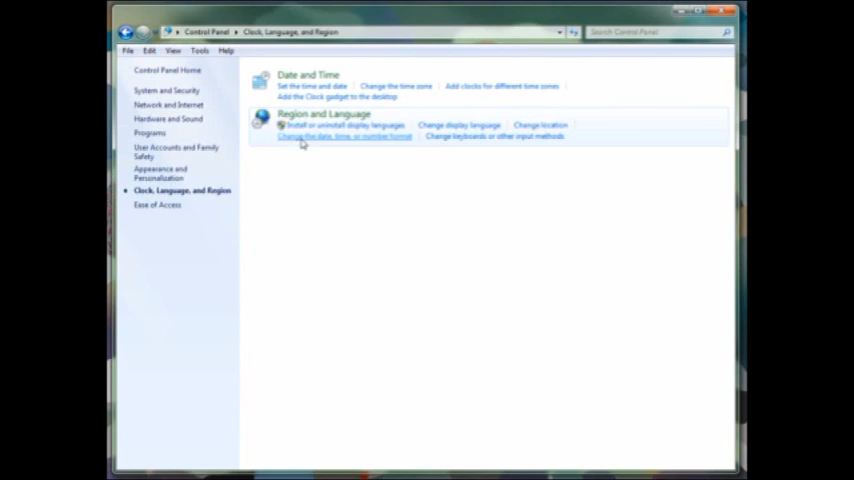 Control Panel Clock, Language, and Region Search Control Panel
File Edit View Tools Help
Control Panel Home
System and Security
Network and Internet
Hardware and Sound
Programs
User Accounts and Family
Safety
Appearance and
Personalization
Clock, Language, and Region
Ease of Access
Date and Time
Set the time and date Change the time zone Add clocks for different time zones
Add the Clock gadget to the desktop
Region and Language
Install or uninstall display languages Change display language Change location
Change the date, time, or number format Change keyboards or other input methods